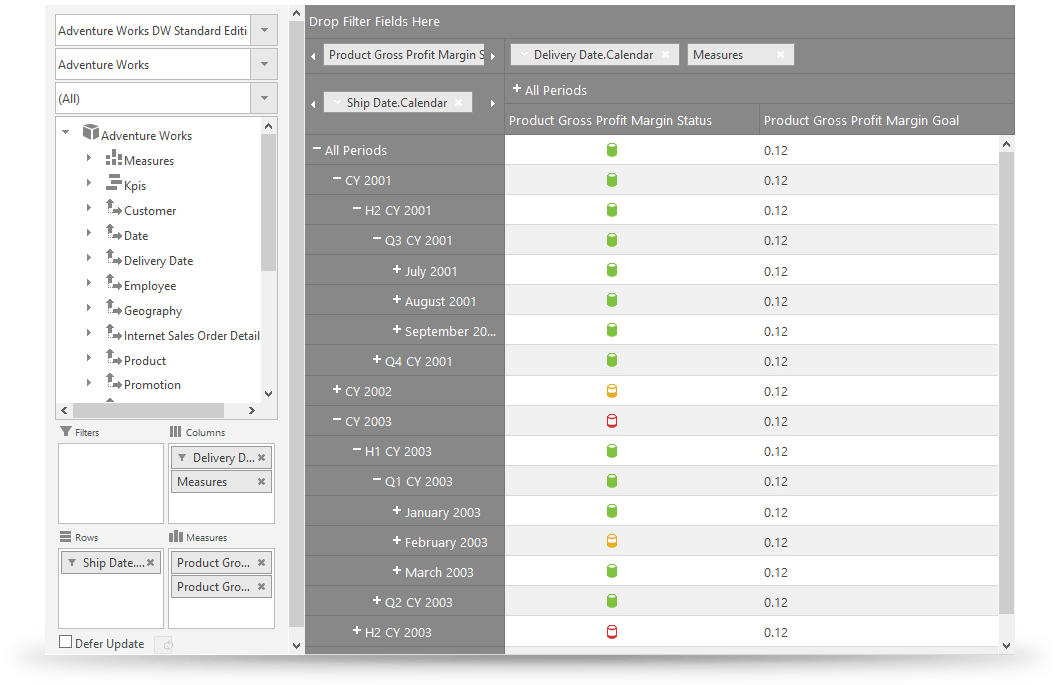 Adventure Works DW Standard Editi
Adventure Works
(All)
Adventure Works
Measures
Kpis
Customer
Date
Delivery Date
Employee
Geography
Internet Sales Order Detail
Product
Promotion
Filters
Columns
Delivery D...
Measures
Rows
Measures
Ship Date....
Product Gro...
Product Gro...
Defer Update
Drop Filter Fields Here
Product Gross Profit Margin S
Delivery Date.Calendar
Measures
Ship Date.Calendar
All Periods
Product Gross Profit Margin Status
Product Gross Profit Margin Goal
All Periods 0.12
CY 2001 0.12
H2 CY 2001 0.12
Q3 CY 2001 0.12
July 2001 0.12
August 2001 0.12
September 20... 0.12
Q4 CY 2001 0.12
CY 2002 0.12
CY 2003 0.12
H1 CY 2003 0.12
Q1 CY 2003 0.12
January 2003 0.12
February 2003 0.12
March 2003 0.12
Q2 CY 2003 0.12
H2 CY 2003 0.12